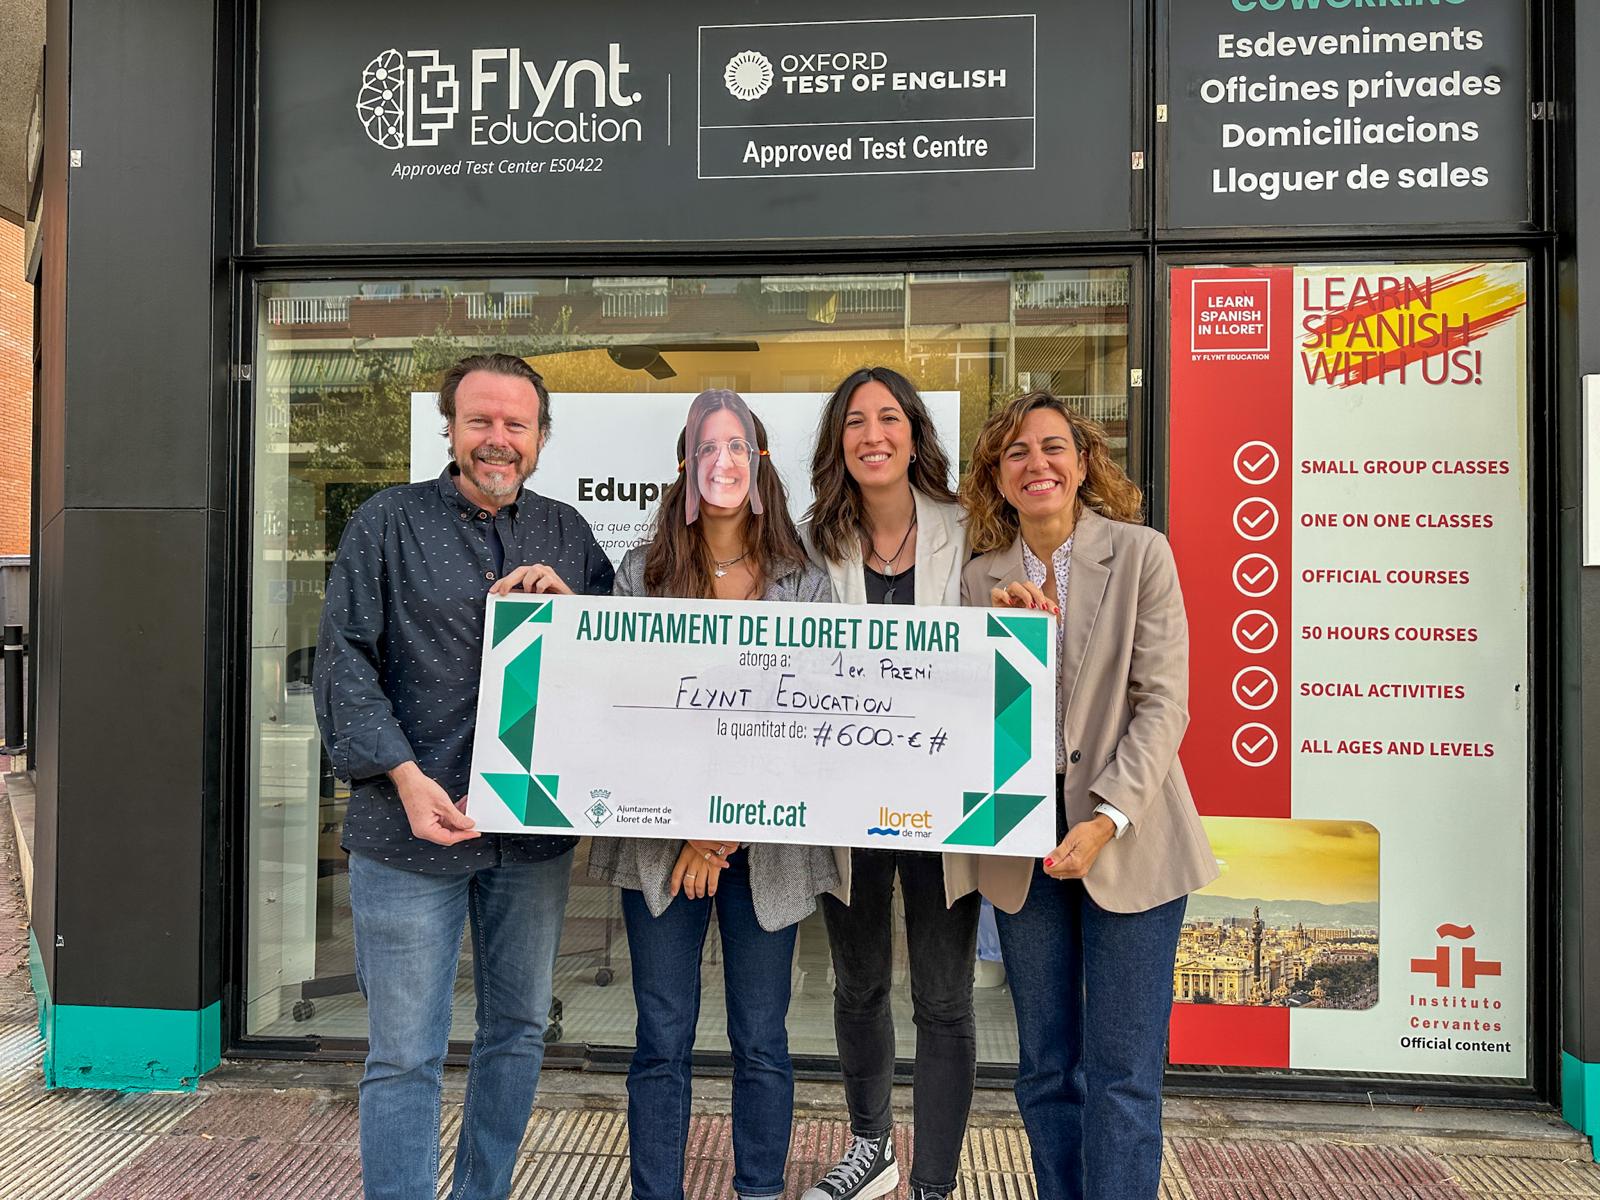 Flynt.
Education
Approved Test Center ES0422
OXFORD
TEST OF ENGLISH
Approved Test Centre
COWORKING
Esdeveniments
Oficines privades
Domiciliacions
Lloguer de sales
LEARN
SPANISH
IN LLORET
BY FLYNT EDUCATION
LEARN
SPANISH
WITH US!
SMALL GROUP CLASSES
ONE ON ONE CLASSES
OFFICIAL COURSES
50 HOURS COURSES
SOCIAL ACTIVITIES
ALL AGES AND LEVELS
Instituto
Cervantes
Official content
que
AJUNTAMENT DE LLORET DE MAR
atorga a: 1er. PREMI
FLYNT EDUCATION
la quantitat de: #600.-€#
Ajuntament de
Lloret de Mar
lloret.cat
lloret
de mar